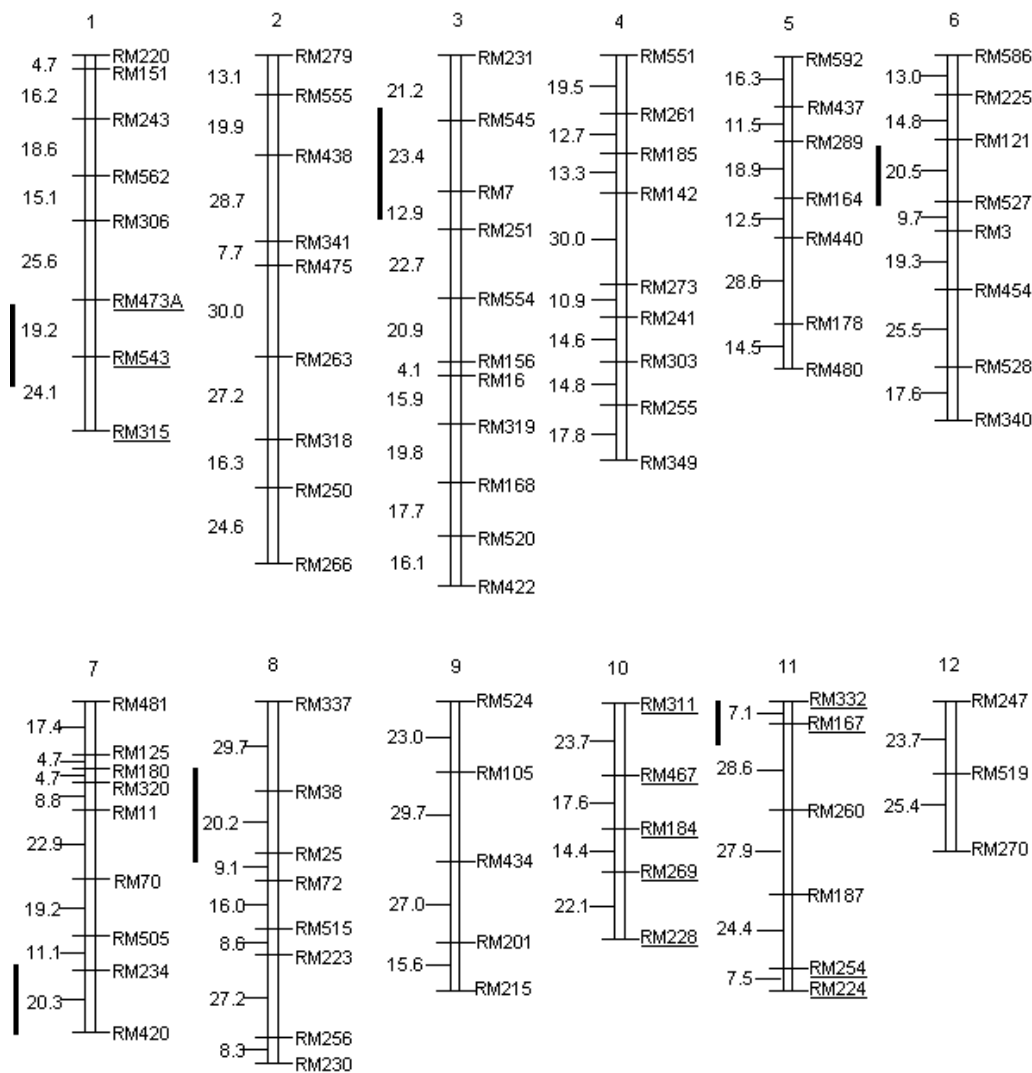 1
RM220
4.7
RM151
16.2
RM243
18.6
RM562
15.1
RM306
25.6
RM473A
19.2
RM543
24.1
RM315
2
RM279
13.1
RM555
19.9
RM438
28.7
RM341
7.7
RM475
30.0
RM263
27.2
RM318
16.3
RM250
24.6
RM266
3
RM231
21.2
RM545
23.4
RM7
12.9
RM251
22.7
RM554
20.9
RM156
4.1
RM16
15.9
RM319
19.8
RM168
17.7
RM520
16.1
RM422
4
RM551
19.5
RM261
12.7
RM185
13.3
RM142
30.0
RM273
10.9
RM241
14.6
RM303
14.8
RM255
17.8
RM349
5
RM592
16.3
RM437
11.5
RM289
18.9
RM164
12.5
RM440
28.6
RM178
14.5
RM480
6
RM586
13.0
RM225
14.8
RM121
20.5
RM527
9.7
RM3
19.3
RM454
25.5
RM528
17.6
RM340
7
RM481
17.4
RM125
4.7
RM180
4.7
RM320
8.8
RM11
22.9
RM70
19.2
RM505
11.1
RM234
20.3
RM420
8
RM337
29.7
RM38
20.2
RM25
9.1
RM72
16.0
RM515
8.6
RM223
27.2
RM256
8.3
RM230
9
RM524
23.0
RM105
29.7
RM434
27.0
RM201
15.6
RM215
10
RM311
23.7
RM467
17.6
RM184
14.4
RM269
22.1
RM228
11
RM332
7.1
RM167
28.6
RM260
27.9
RM187
24.4
RM254
7.5
RM224
12
RM247
23.7
RM519
25.4
RM270